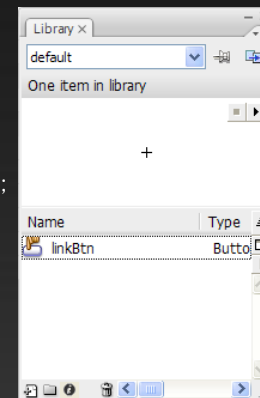 Library ×
default
One item in library
;
Name Type
linkBtn Butto